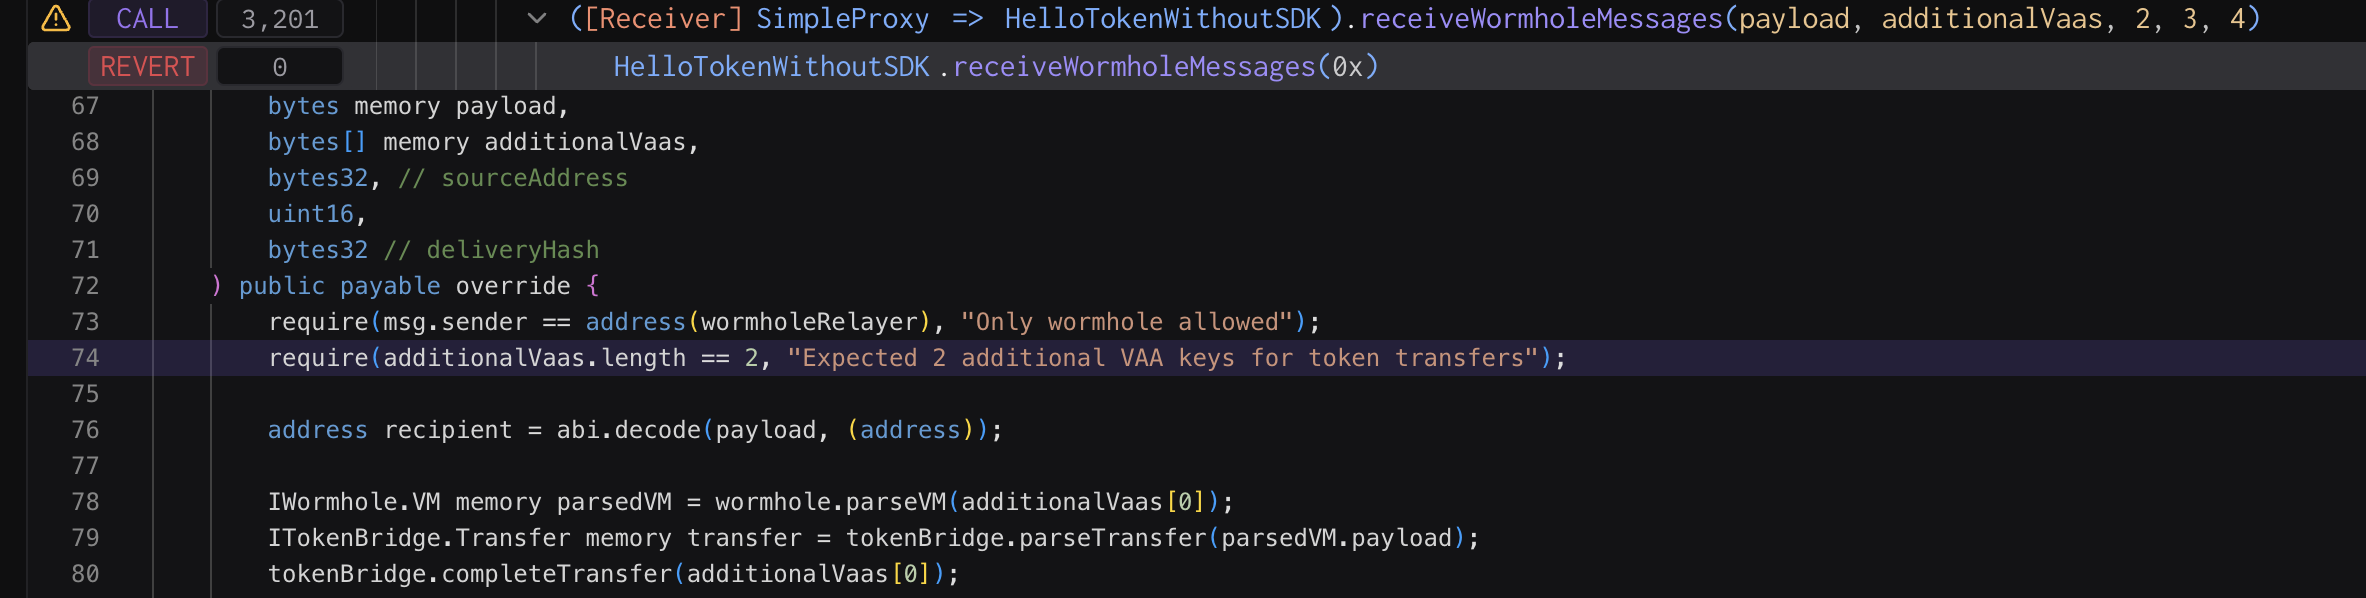 CALL 3,201 ([Receiver] SimpleProxy => HelloTokenWithoutSDK ).receiveWormholeMessages(payload, additionalVaas, 2, 3, 4)
REVERT 0 HelloTokenWithoutSDK .receiveWormholeMessages(0x)
67 bytes memory payload,
68 bytes[] memory additionalVaas,
69 bytes32, // sourceAddress
70 uint16,
71 bytes32 // deliveryHash
72 ) public payable override {
73 require(msg.sender == address(wormholeRelayer), "Only wormhole allowed");
74 require(additionalVaas.length == 2, "Expected 2 additional VAA keys for token transfers");
75
76 address recipient = abi.decode(payload, (address));
77
78 IWormhole.VM memory parsedVM = wormhole.parseVM(additionalVaas[0]);
79 ITokenBridge.Transfer memory transfer = tokenBridge.parseTransfer(parsedVM.payload);
80 tokenBridge.completeTransfer(additionalVaas[0]);